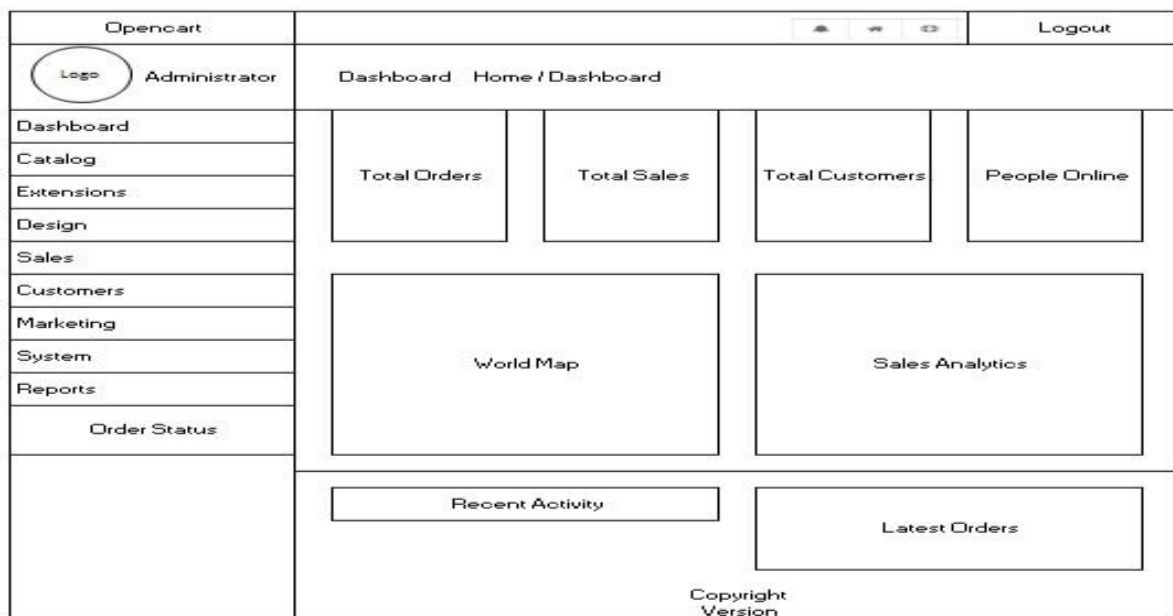 Opencart
Logout
Logo
Administrator
Dashboard Home / Dashboard
Dashboard
Catalog
Extensions
Design
Sales
Customers
Marketing
System
Reports
Order Status
Total Orders
Total Sales
Total Customers
People Online
World Map
Sales Analytics
Recent Activity
Latest Orders
Copyright
Version